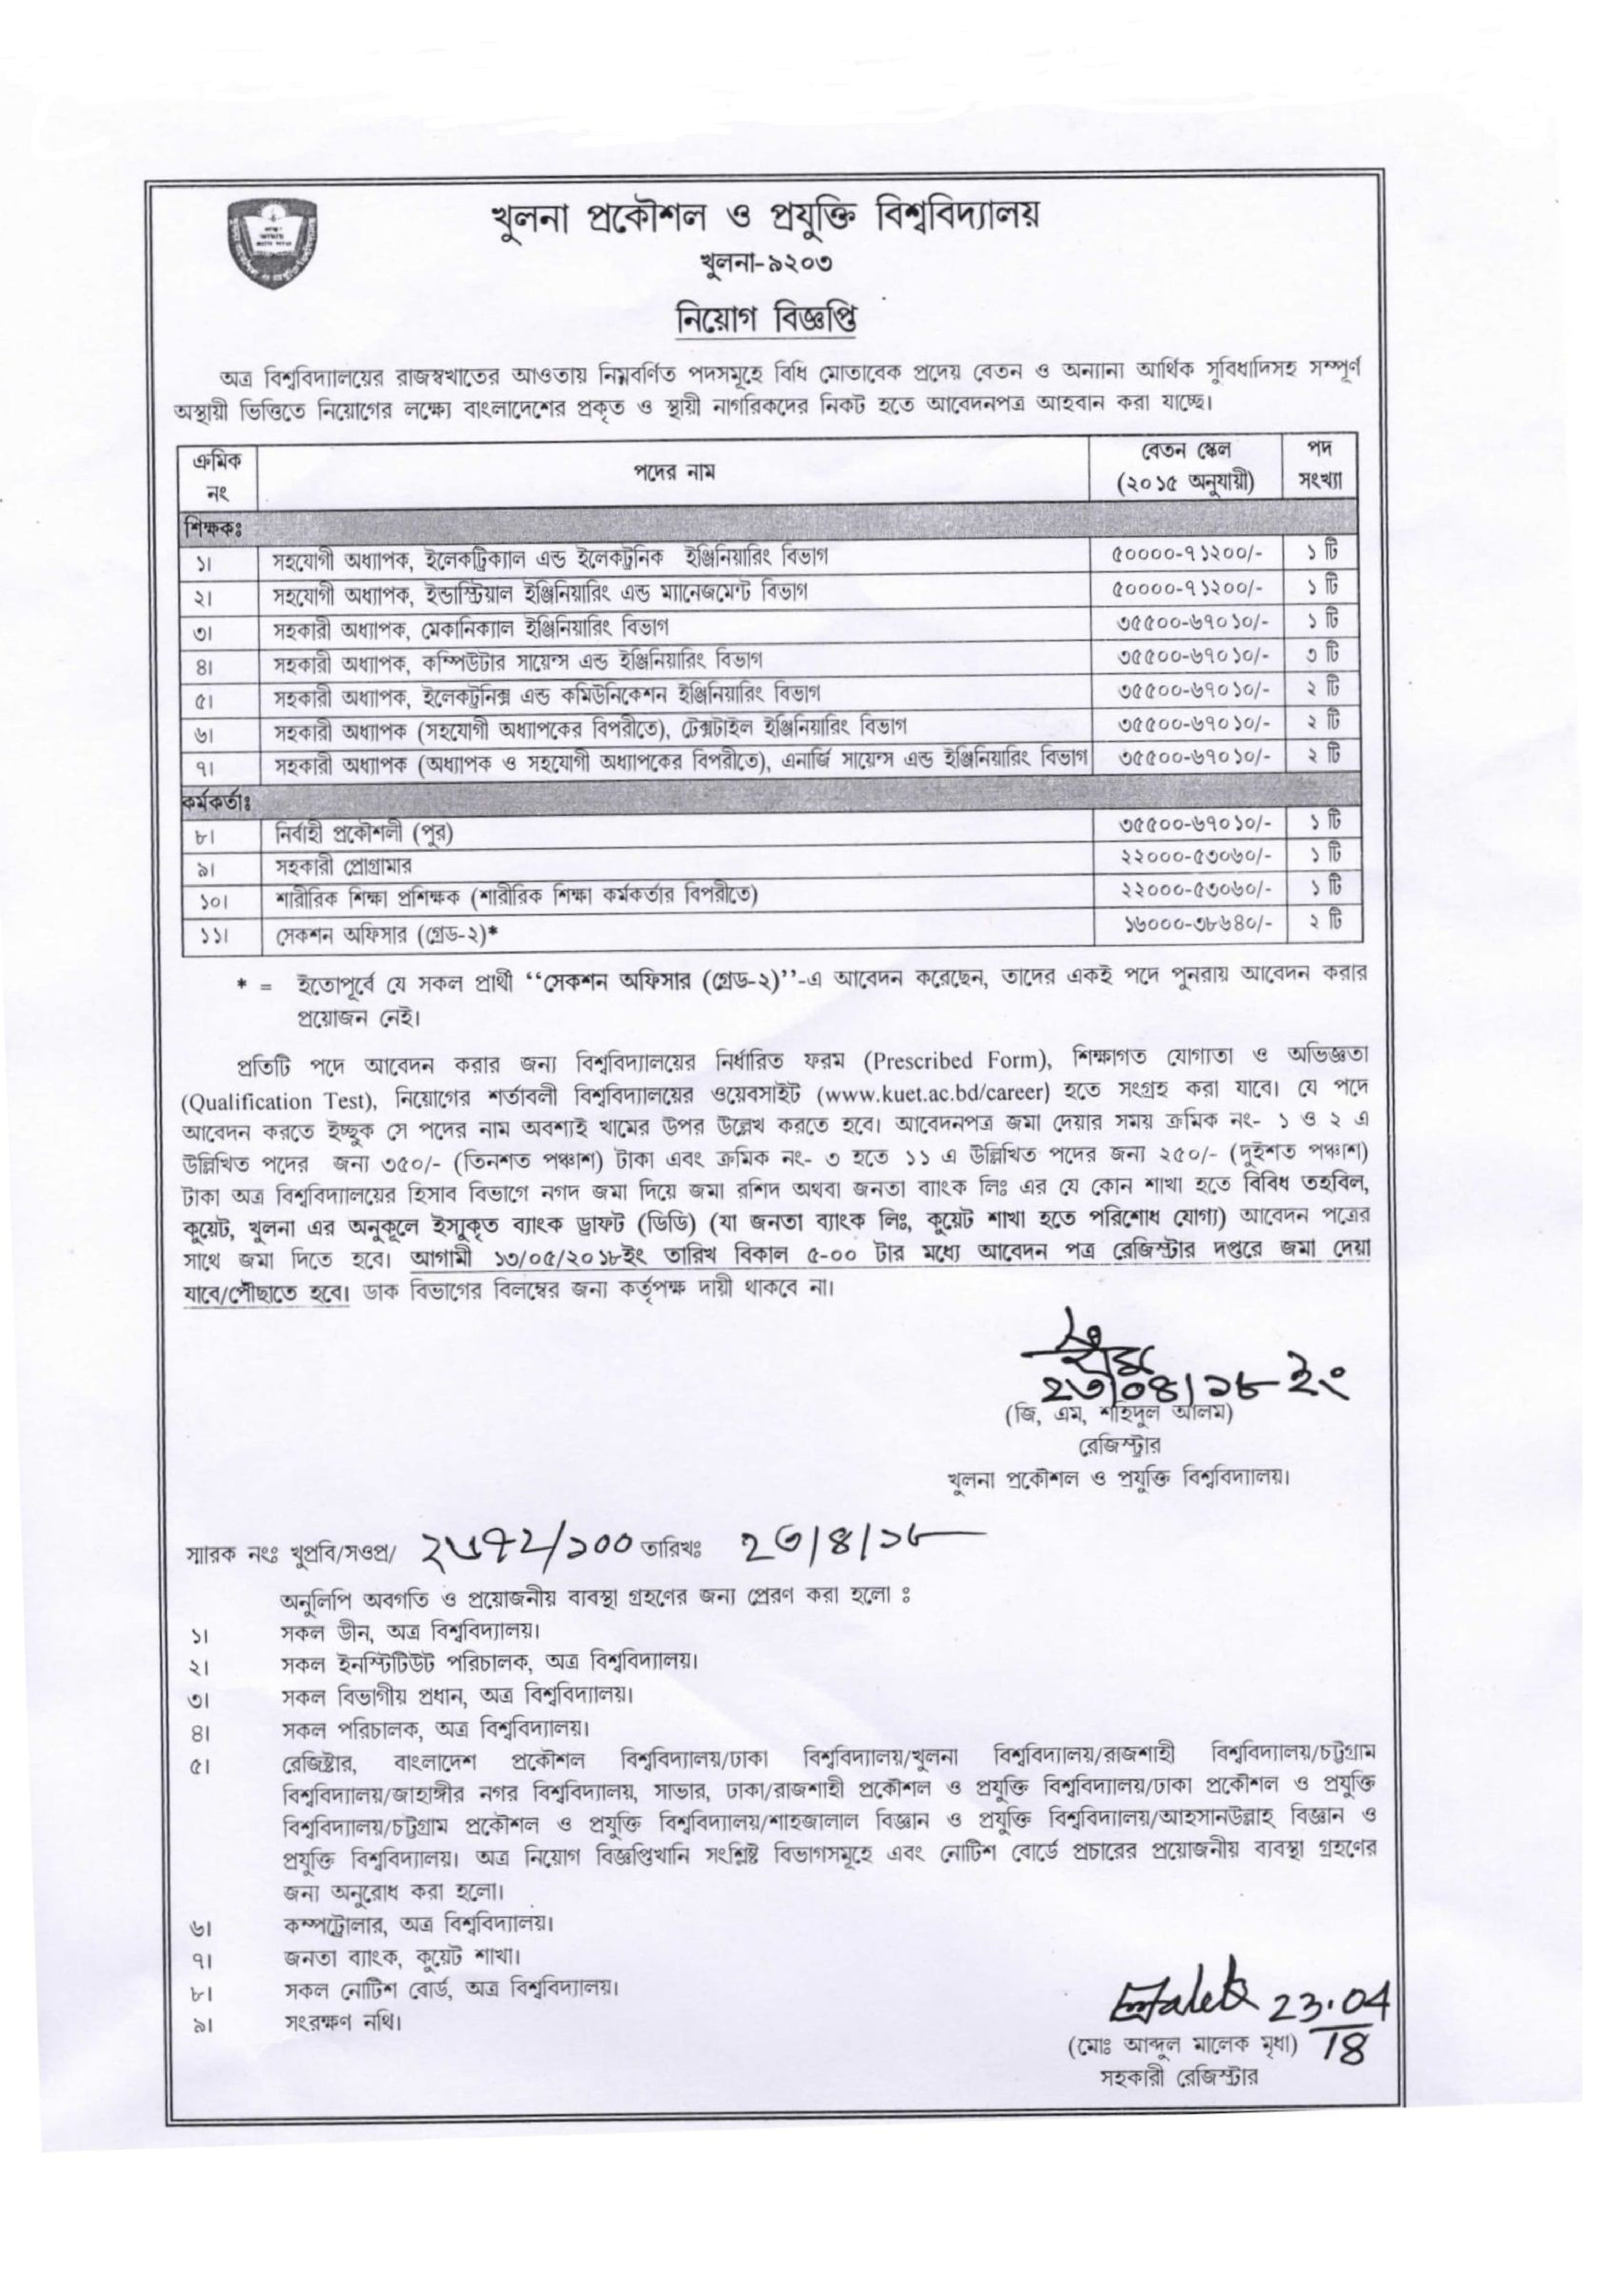 খুলনা প্রকৌশল ও প্রযুক্তি বিশ্ববিদ্যালয়
খুলনা-৯২০৩
নিয়োগ বিজ্ঞপ্তি
অত্র বিশ্ববিদ্যালয়ের রাজস্বখাতের আওতায় নিম্নবর্ণিত পদসমূহে বিধি মোতাবেক প্রদেয় বেতন ও অন্যান্য আর্থিক সুবিধাদিসহ সম্পূর্ণ
অস্থায়ী ভিত্তিতে নিয়োগের লক্ষ্যে বাংলাদেশের প্রকৃত ও স্থায়ী নাগরিকদের নিকট হতে আবেদনপত্র আহবান করা যাচ্ছে।
ক্রমিক নং পদের নাম বেতন স্কেল (২০১৫ অনুযায়ী) পদ সংখ্যা
শিক্ষকঃ
১। সহযোগী অধ্যাপক, ইলেকট্রিক্যাল এন্ড ইলেকট্রনিক ইঞ্জিনিয়ারিং বিভাগ ৫০০০০-৭১২০০/- ১ টি
২। সহযোগী অধ্যাপক, ইন্ডাস্ট্রিয়াল ইঞ্জিনিয়ারিং এন্ড ম্যানেজমেন্ট বিভাগ ৫০০০০-৭১২০০/- ১ টি
৩। সহকারী অধ্যাপক, মেকানিক্যাল ইঞ্জিনিয়ারিং বিভাগ ৩৫৫০০-৬৭০১০/- ১ টি
৪। সহকারী অধ্যাপক, কম্পিউটার সায়েন্স এন্ড ইঞ্জিনিয়ারিং বিভাগ ৩৫৫০০-৬৭০১০/- ৩ টি
৫। সহকারী অধ্যাপক, ইলেকট্রনিক্স এন্ড কমিউনিকেশন ইঞ্জিনিয়ারিং বিভাগ ৩৫৫০০-৬৭০১০/- ২ টি
৬। সহকারী অধ্যাপক (সহযোগী অধ্যাপকের বিপরীতে), টেক্সটাইল ইঞ্জিনিয়ারিং বিভাগ ৩৫৫০০-৬৭০১০/- ২ টি
৭। সহকারী অধ্যাপক (অধ্যাপক ও সহযোগী অধ্যাপকের বিপরীতে), এনার্জি সায়েন্স এন্ড ইঞ্জিনিয়ারিং বিভাগ ৩৫৫০০-৬৭০১০/- ২ টি
কর্মকর্তাঃ
৮। নির্বাহী প্রকৌশলী (পুর) ৩৫৫০০-৬৭০১০/- ১ টি
৯। সহকারী প্রোগ্রামার ২২০০০-৫৩০৬০/- ১ টি
১০। শারীরিক শিক্ষা প্রশিক্ষক (শারীরিক শিক্ষা কর্মকর্তার বিপরীতে) ২২০০০-৫৩০৬০/- ১ টি
১১। সেকশন অফিসার (গ্রেড-২)* ১৬০০০-৩৮৬৪০/- ২ টি
* = ইতোপূর্বে যে সকল প্রার্থী ‘‘সেকশন অফিসার (গ্রেড-২)’’-এ আবেদন করেছেন, তাদের একই পদে পুনরায় আবেদন করার
প্রয়োজন নেই।
প্রতিটি পদে আবেদন করার জন্য বিশ্ববিদ্যালয়ের নির্ধারিত ফরম (Prescribed Form), শিক্ষাগত যোগ্যতা ও অভিজ্ঞতা
(Qualification Test), নিয়োগের শর্তাবলী বিশ্ববিদ্যালয়ের ওয়েবসাইট (www.kuet.ac.bd/career) হতে সংগ্রহ করা যাবে। যে পদে
আবেদন করতে ইচ্ছুক সে পদের নাম অবশ্যই খামের উপর উল্লেখ করতে হবে। আবেদনপত্র জমা দেয়ার সময় ক্রমিক নং- ১ ও ২ এ
উল্লিখিত পদের জন্য ৩৫০/- (তিনশত পঞ্চাশ) টাকা এবং ক্রমিক নং- ৩ হতে ১১ এ উল্লিখিত পদের জন্য ২৫০/- (দুইশত পঞ্চাশ)
টাকা অত্র বিশ্ববিদ্যালয়ের হিসাব বিভাগে নগদ জমা দিয়ে জমা রশিদ অথবা জনতা ব্যাংক লিঃ এর যে কোন শাখা হতে বিবিধ তহবিল,
কুয়েট, খুলনা এর অনুকূলে ইস্যুকৃত ব্যাংক ড্রাফট (ডিডি) (যা জনতা ব্যাংক লিঃ, কুয়েট শাখা হতে পরিশোধ যোগ্য) আবেদন পত্রের
সাথে জমা দিতে হবে। আগামী ১৩/০৫/২০১৮ইং তারিখ বিকাল ৫-০০ টার মধ্যে আবেদন পত্র রেজিস্ট্রার দপ্তরে জমা দেয়া
যাবে/পৌঁছাতে হবে। ডাক বিভাগের বিলম্বের জন্য কর্তৃপক্ষ দায়ী থাকবে না।
২৩/০৪/১৮ ইং
(জি, এম, শহিদুল আলম)
রেজিস্ট্রার
খুলনা প্রকৌশল ও প্রযুক্তি বিশ্ববিদ্যালয়।
স্মারক নংঃ খুপ্রবি/সওপ্র/ ২৬৭২/১০০ তারিখঃ ২৩/৪/১৮
অনুলিপি অবগতি ও প্রয়োজনীয় ব্যবস্থা গ্রহণের জন্য প্রেরণ করা হলো ঃ
১। সকল ডীন, অত্র বিশ্ববিদ্যালয়।
২। সকল ইনস্টিটিউট পরিচালক, অত্র বিশ্ববিদ্যালয়।
৩। সকল বিভাগীয় প্রধান, অত্র বিশ্ববিদ্যালয়।
৪। সকল পরিচালক, অত্র বিশ্ববিদ্যালয়।
৫। রেজিষ্টার, বাংলাদেশ প্রকৌশল বিশ্ববিদ্যালয়/ঢাকা বিশ্ববিদ্যালয়/খুলনা বিশ্ববিদ্যালয়/রাজশাহী বিশ্ববিদ্যালয়/চট্টগ্রাম
বিশ্ববিদ্যালয়/জাহাঙ্গীর নগর বিশ্ববিদ্যালয়, সাভার, ঢাকা/রাজশাহী প্রকৌশল ও প্রযুক্তি বিশ্ববিদ্যালয়/ঢাকা প্রকৌশল ও প্রযুক্তি
বিশ্ববিদ্যালয়/চট্টগ্রাম প্রকৌশল ও প্রযুক্তি বিশ্ববিদ্যালয়/শাহজালাল বিজ্ঞান ও প্রযুক্তি বিশ্ববিদ্যালয়/আহসানউল্লাহ বিজ্ঞান ও
প্রযুক্তি বিশ্ববিদ্যালয়। অত্র নিয়োগ বিজ্ঞপ্তিখানি সংশ্লিষ্ট বিভাগসমূহে এবং নোটিশ বোর্ডে প্রচারের প্রয়োজনীয় ব্যবস্থা গ্রহণের
জন্য অনুরোধ করা হলো।
৬। কম্পট্রোলার, অত্র বিশ্ববিদ্যালয়।
৭। জনতা ব্যাংক, কুয়েট শাখা।
৮। সকল নোটিশ বোর্ড, অত্র বিশ্ববিদ্যালয়।
৯। সংরক্ষণ নথি।
23.04
18
(মোঃ আব্দুল মালেক মৃধা)
সহকারী রেজিস্ট্রার